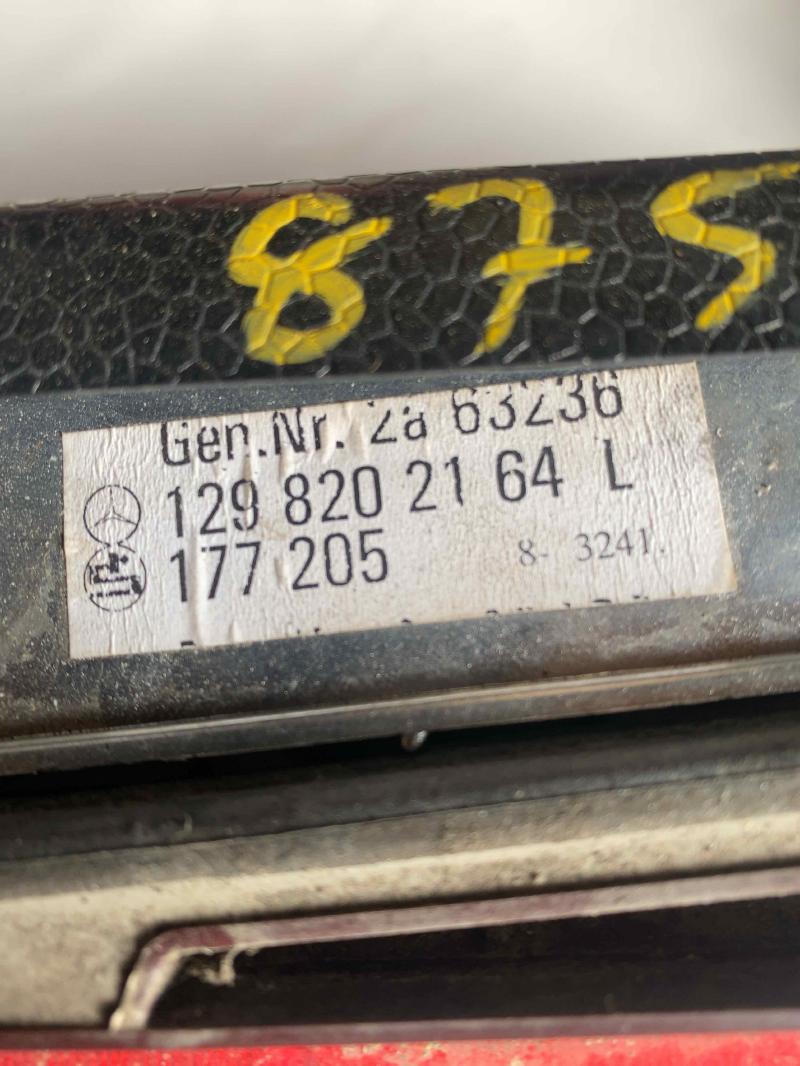 875
Gen.Nr. 2a 63236
129 820 21 64 L
177 205 8- 3241.